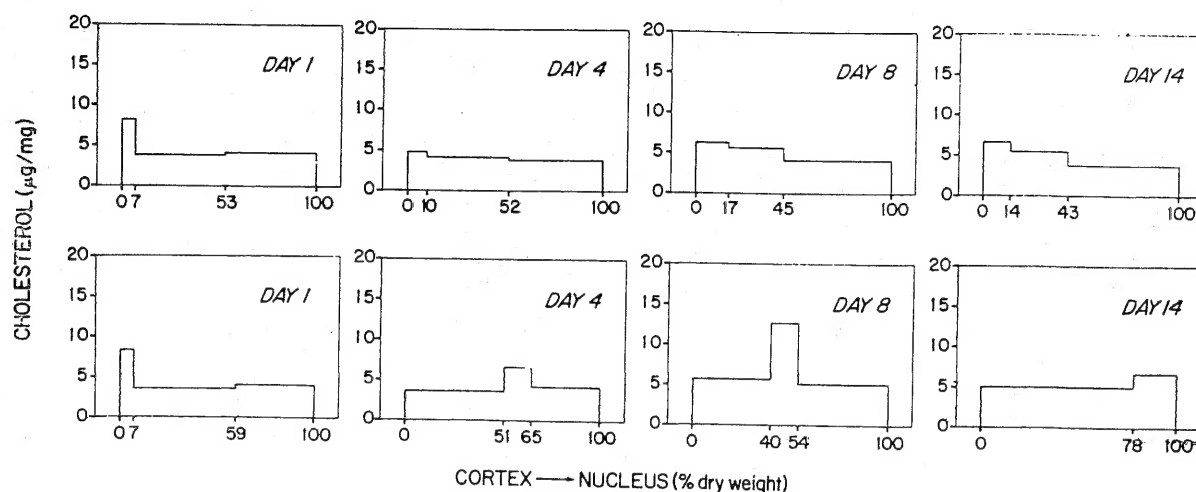 CHOLESTEROL (µg/mg)
20
15
10
5
0
DAY 1
0 7 53 100
20
15
10
5
0
DAY 4
0 10 52 100
20
15
10
5
0
DAY 8
0 17 45 100
20
15
10
5
0
DAY 14
0 14 43 100
20
15
10
5
0
DAY 1
0 7 59 100
20
15
10
5
0
DAY 4
0 51 65 100
20
15
10
5
0
DAY 8
0 40 54 100
20
15
10
5
0
DAY 14
0 78 100
CORTEX → NUCLEUS (% dry weight)